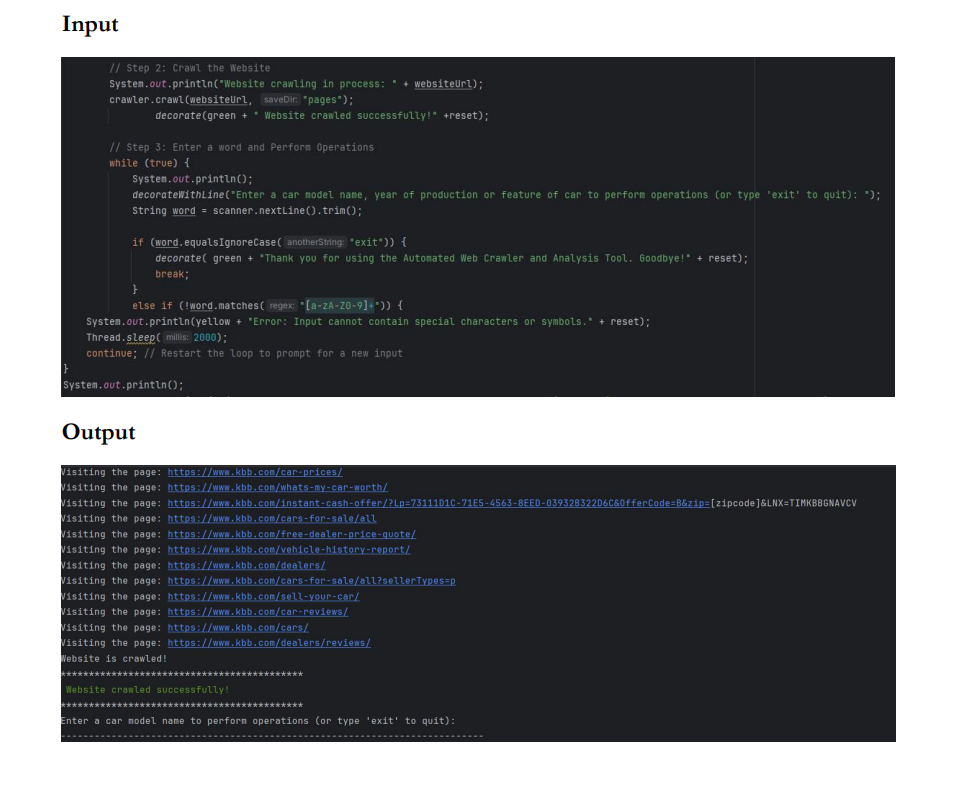 Input
// Step 2: Crawl the Website
System.out.println("Website crawling in process: " + websiteUrl);
crawler.crawl(websiteUrl, saveDir: "pages");
decorate(green + " Website crawled successfully!" +reset);
// Step 3: Enter a word and Perform Operations
while (true) {
System.out.println();
decorateWithLine("Enter a car model name, year of production or feature of car to perform operations (or type 'exit' to quit): ");
String word = scanner.nextLine().trim();
if (word.equalsIgnoreCase( anotherString: "exit")) {
decorate( green + "Thank you for using the Automated Web Crawler and Analysis Tool. Goodbye!" + reset);
break;
}
else if (!word.matches( regex: "[a-zA-Z0-9]+")) {
System.out.println(yellow + "Error: Input cannot contain special characters or symbols." + reset);
Thread.sleep( millis: 2000);
continue; // Restart the loop to prompt for a new input
}
System.out.println();
Output
Visiting the page: https://www.kbb.com/car-prices/
Visiting the page: https://www.kbb.com/whats-my-car-worth/
Visiting the page: https://www.kbb.com/instant-cash-offer/?Lp=73111D1C-71E5-4563-8EED-039328322D6C&OfferCode=B&zip=[zipcode]&LNX=TIMKBBGNAVCV
Visiting the page: https://www.kbb.com/cars-for-sale/all
Visiting the page: https://www.kbb.com/free-dealer-price-quote/
Visiting the page: https://www.kbb.com/vehicle-history-report/
Visiting the page: https://www.kbb.com/dealers/
Visiting the page: https://www.kbb.com/cars-for-sale/all?sellerTypes=p
Visiting the page: https://www.kbb.com/sell-your-car/
Visiting the page: https://www.kbb.com/car-reviews/
Visiting the page: https://www.kbb.com/cars/
Visiting the page: https://www.kbb.com/dealers/reviews/
Website is crawled!
*******************************************
Website crawled successfully!
*******************************************
Enter a car model name to perform operations (or type 'exit' to quit):
---------------------------------------------------------------------------